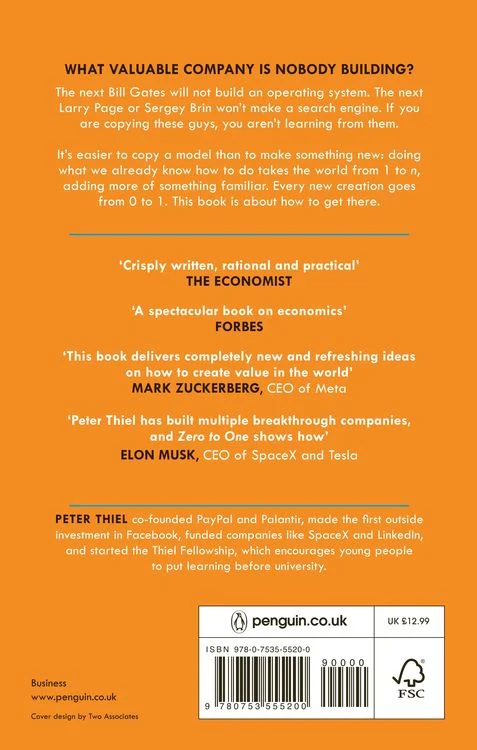 WHAT VALUABLE COMPANY IS NOBODY BUILDING?
The next Bill Gates will not build an operating system. The next
Larry Page or Sergey Brin won’t make a search engine. If you
are copying these guys, you aren’t learning from them.
It’s easier to copy a model than to make something new: doing
what we already know how to do takes the world from 1 to n,
adding more of something familiar. Every new creation goes
from 0 to 1. This book is about how to get there.
‘Crisply written, rational and practical’
THE ECONOMIST
‘A spectacular book on economics’
FORBES
‘This book delivers completely new and refreshing ideas
on how to create value in the world’
MARK ZUCKERBERG, CEO of Meta
‘Peter Thiel has built multiple breakthrough companies,
and Zero to One shows how’
ELON MUSK, CEO of SpaceX and Tesla
PETER THIEL co-founded PayPal and Palantir, made the first outside
investment in Facebook, funded companies like SpaceX and LinkedIn,
and started the Thiel Fellowship, which encourages young people
to put learning before university.
penguin.co.uk
UK £12.99
ISBN 978-0-7535-5520-0
90000
9 780753 555200
FSC
Business
www.penguin.co.uk
Cover design by Two Associates